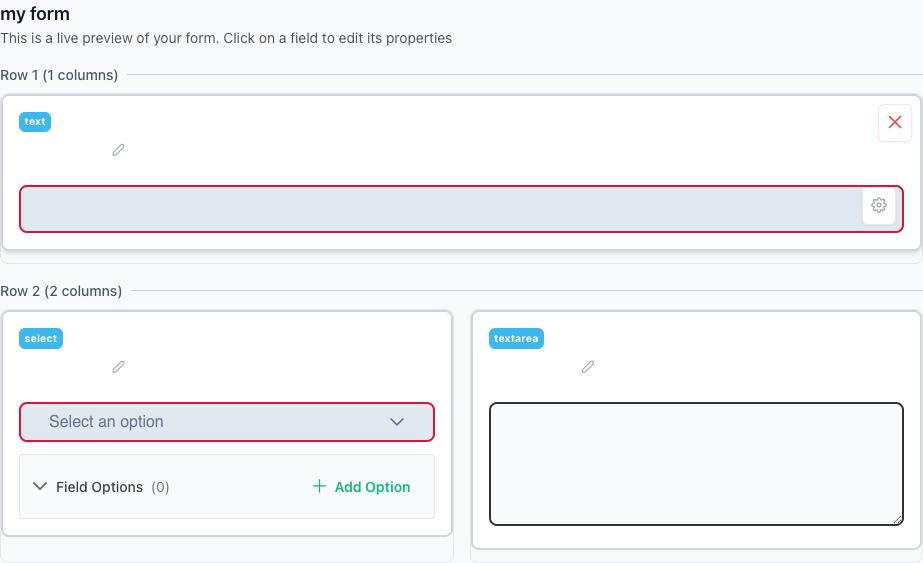 my form
This is a live preview of your form. Click on a field to edit its properties
Row 1 (1 columns)
text
Row 2 (2 columns)
select
textarea
Select an option
Field Options (0)
Add Option